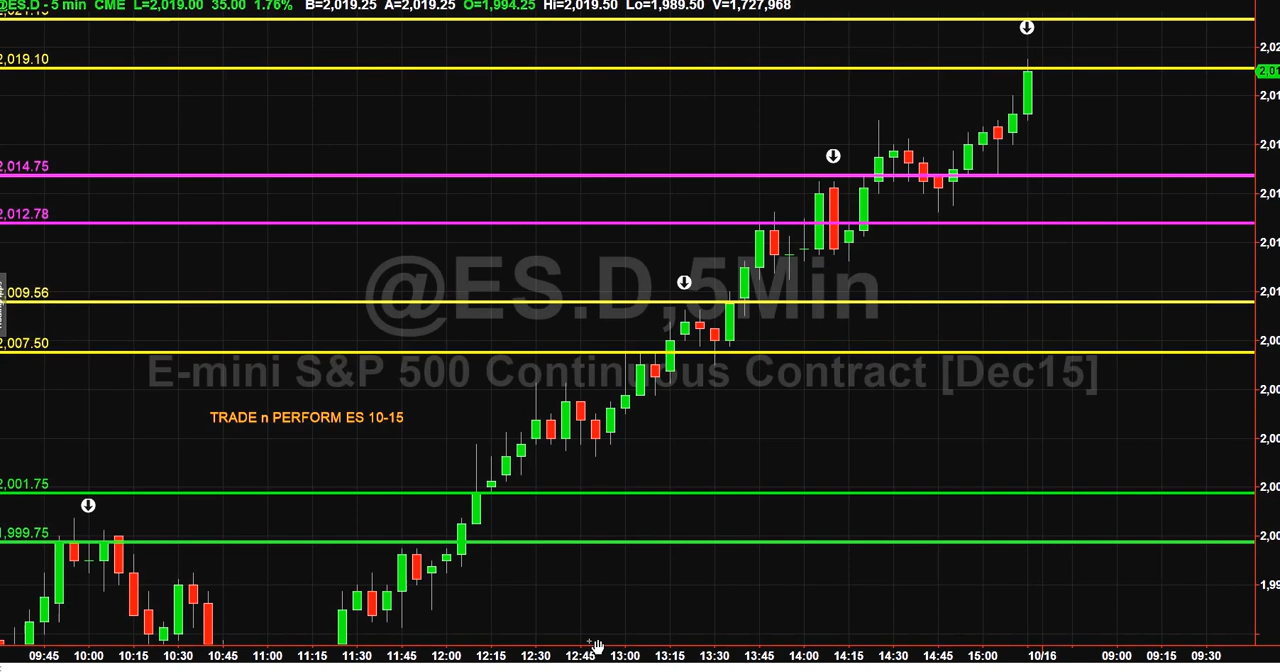 @ES.D - 5 min CME L=2,019.00 35.00 1.76% B=2,019.25 A=2,019.25 O=1,994.25 Hi=2,019.50 Lo=1,989.50 V=1,727,968
2,019.10
2,014.75
2,012.78
@ES.D,5Min
009.56
007.50
E-mini S&P 500 Continuous Contract [Dec15]
TRADE n PERFORM ES 10-15
2,001.75
,999.75
09:45 10:00 10:15 10:30 10:45 11:00 11:15 11:30 11:45 12:00 12:15 12:30 12:45 13:00 13:15 13:30 13:45 14:00 14:15 14:30 14:45 15:00 10/16 09:00 09:15 09:30